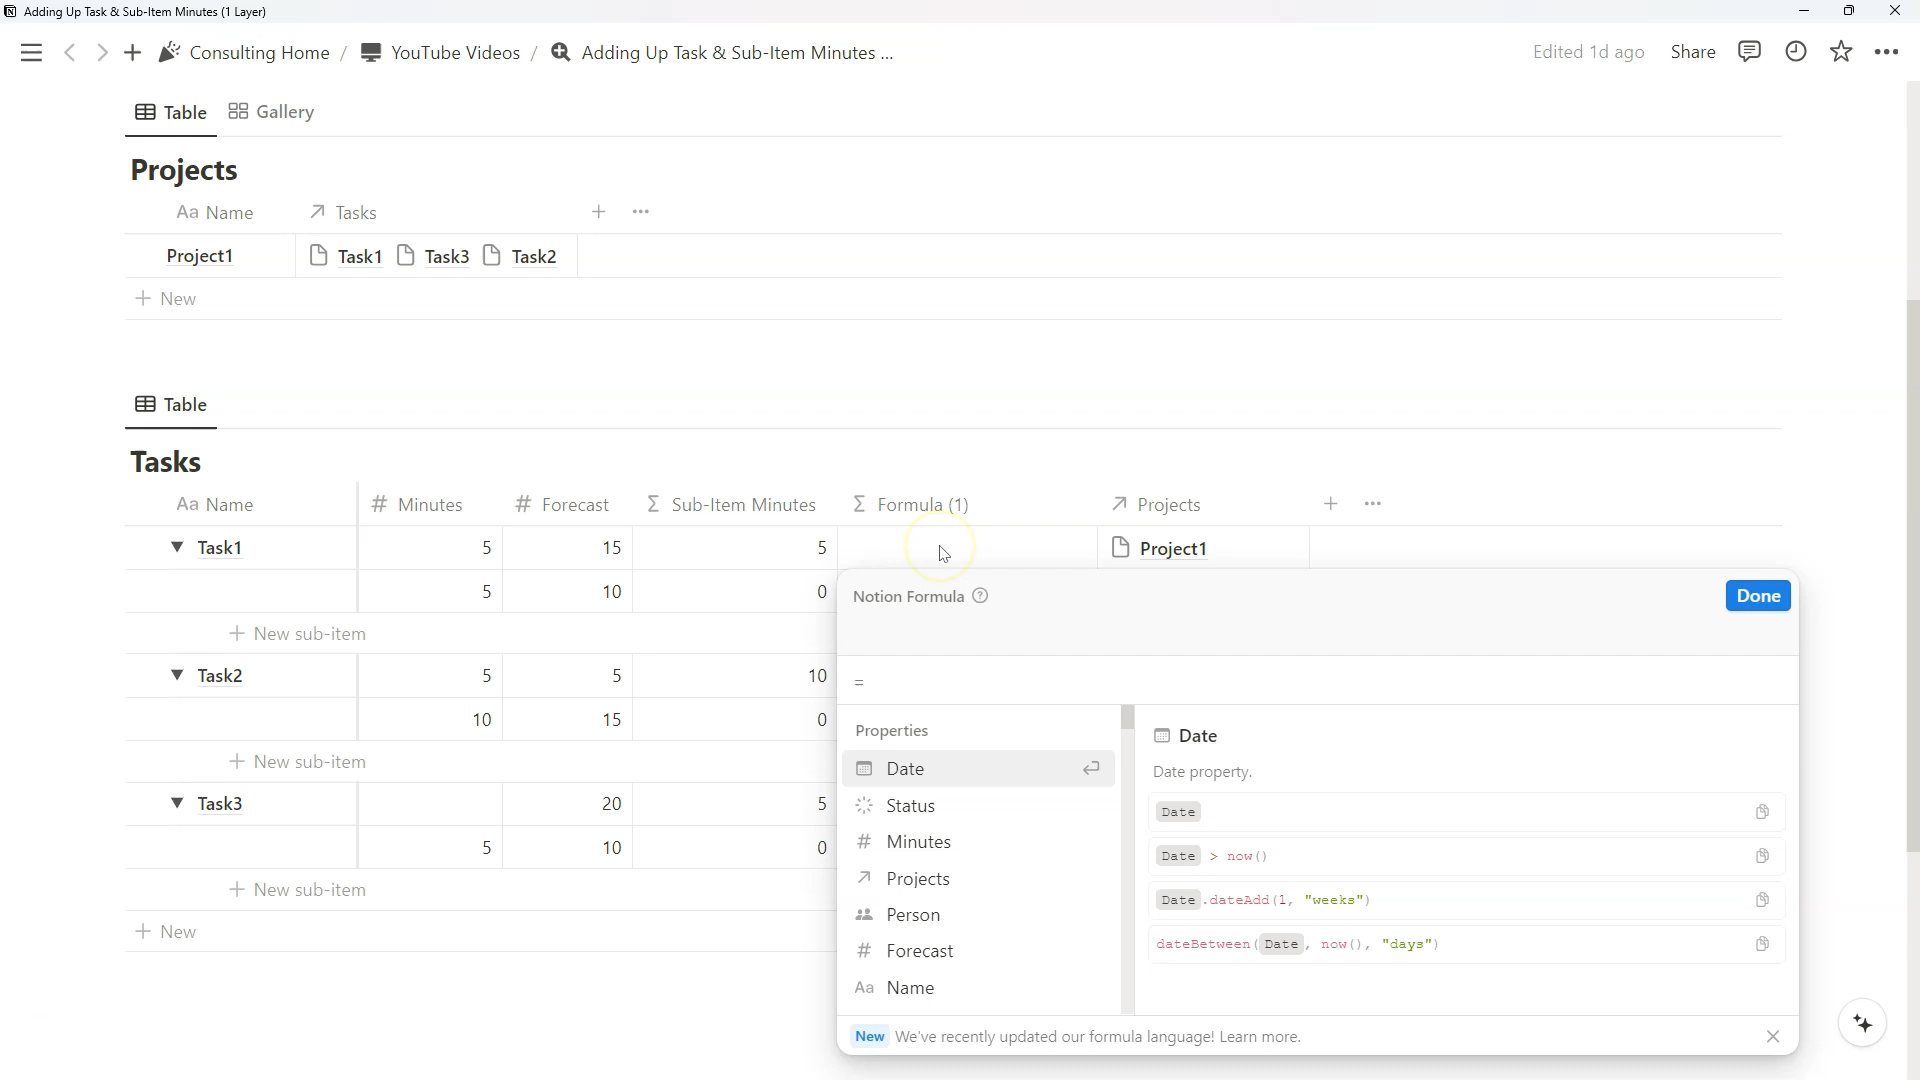 Adding Up Task & Sub-Item Minutes (1 Layer)
Consulting Home / YouTube Videos / Adding Up Task & Sub-Item Minutes ...
Edited 1d ago Share
Table Gallery
Projects
Aa Name Tasks
Project1 Task1 Task3 Task2
+ New
Table
Tasks
Aa Name # Minutes # Forecast Σ Sub-Item Minutes Σ Formula (1) Projects
Task1 5 15 5 Project1
5 10 0
+ New sub-item
Task2 5 5 10
10 15 0
+ New sub-item
Task3 20 5
5 10 0
+ New sub-item
+ New
Notion Formula ? Done
=
Properties
Date
Status
# Minutes
Projects
Person
# Forecast
Aa Name
Date
Date property.
Date
Date > now()
Date.dateAdd(1, "weeks")
dateBetween(Date, now(), "days")
New We've recently updated our formula language! Learn more.